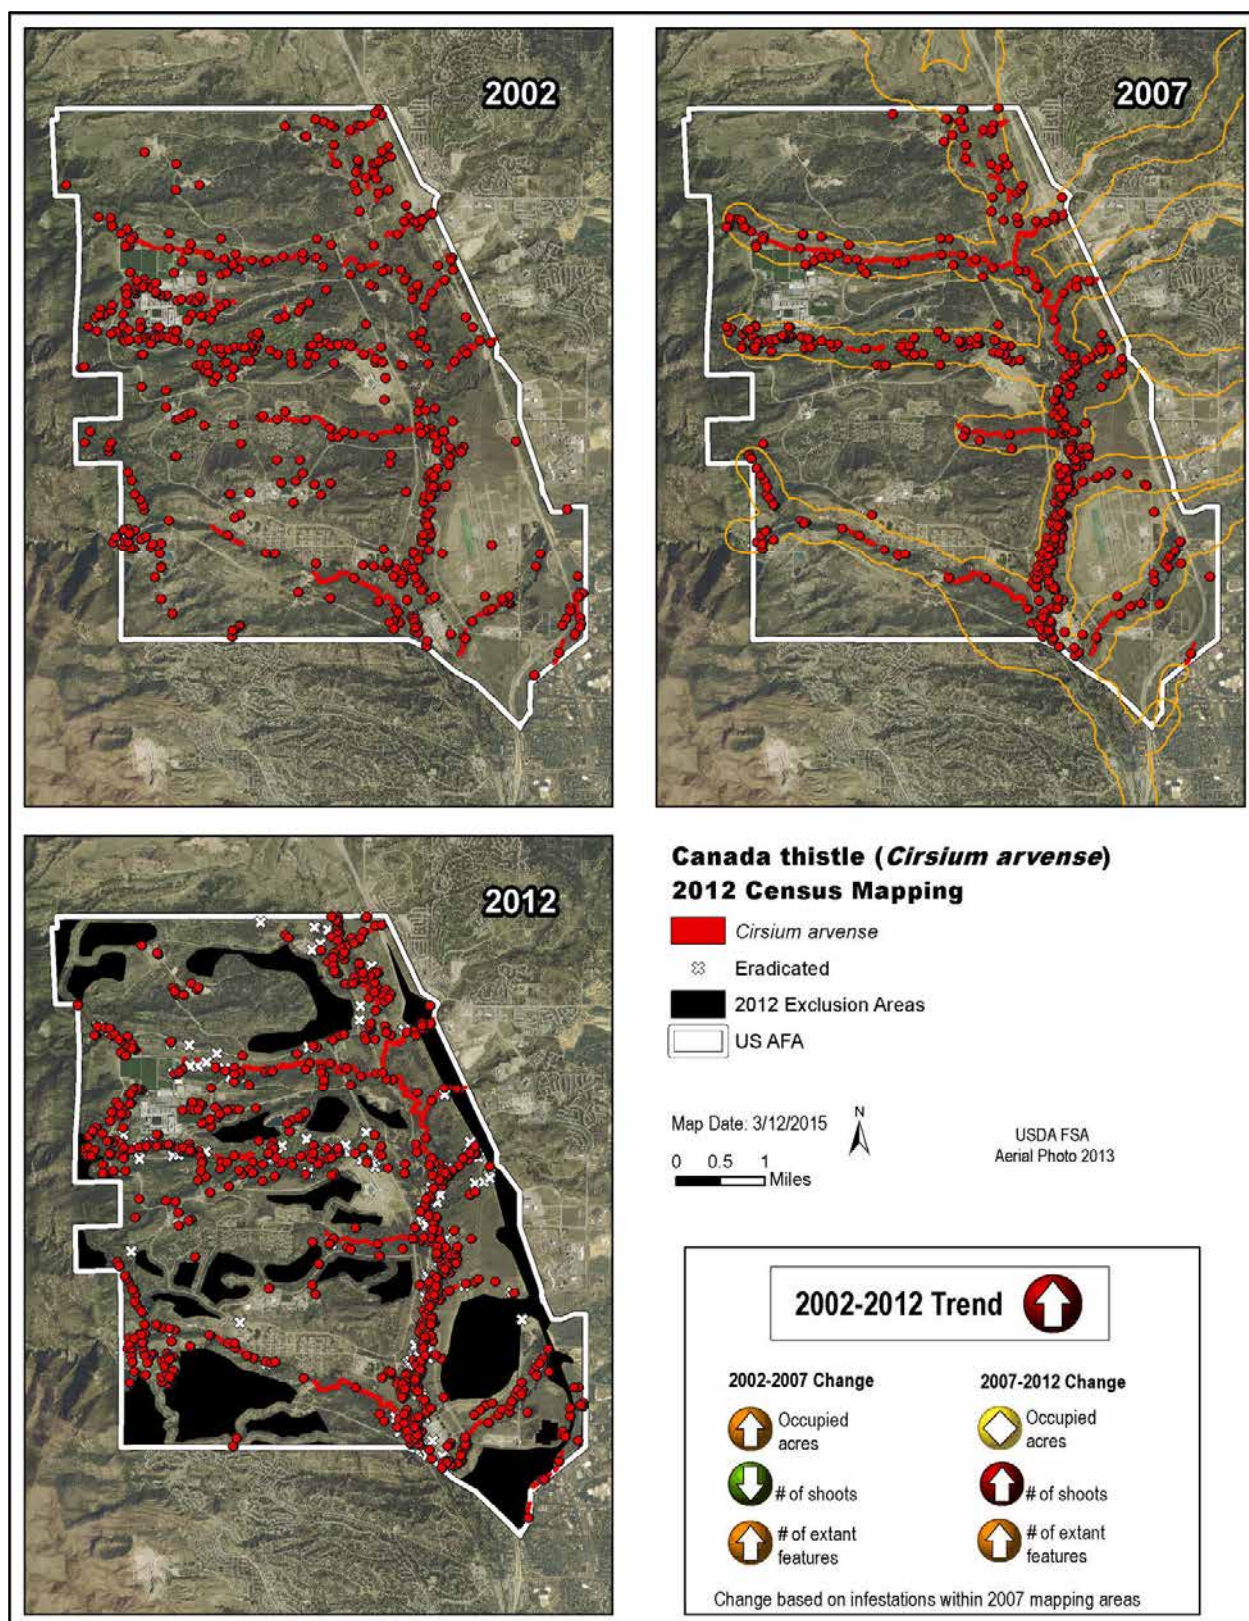 2002
2007
2012
Canada thistle (Cirsium arvense)
2012 Census Mapping
Cirsium arvense
Eradicated
2012 Exclusion Areas
US AFA
Map Date: 3/12/2015
N
USDA FSA
Aerial Photo 2013
0 0.5 1
Miles
2002-2012 Trend
2002-2007 Change
Occupied
acres
# of shoots
# of extant
features
2007-2012 Change
Occupied
acres
# of shoots
# of extant
features
Change based on infestations within 2007 mapping areas